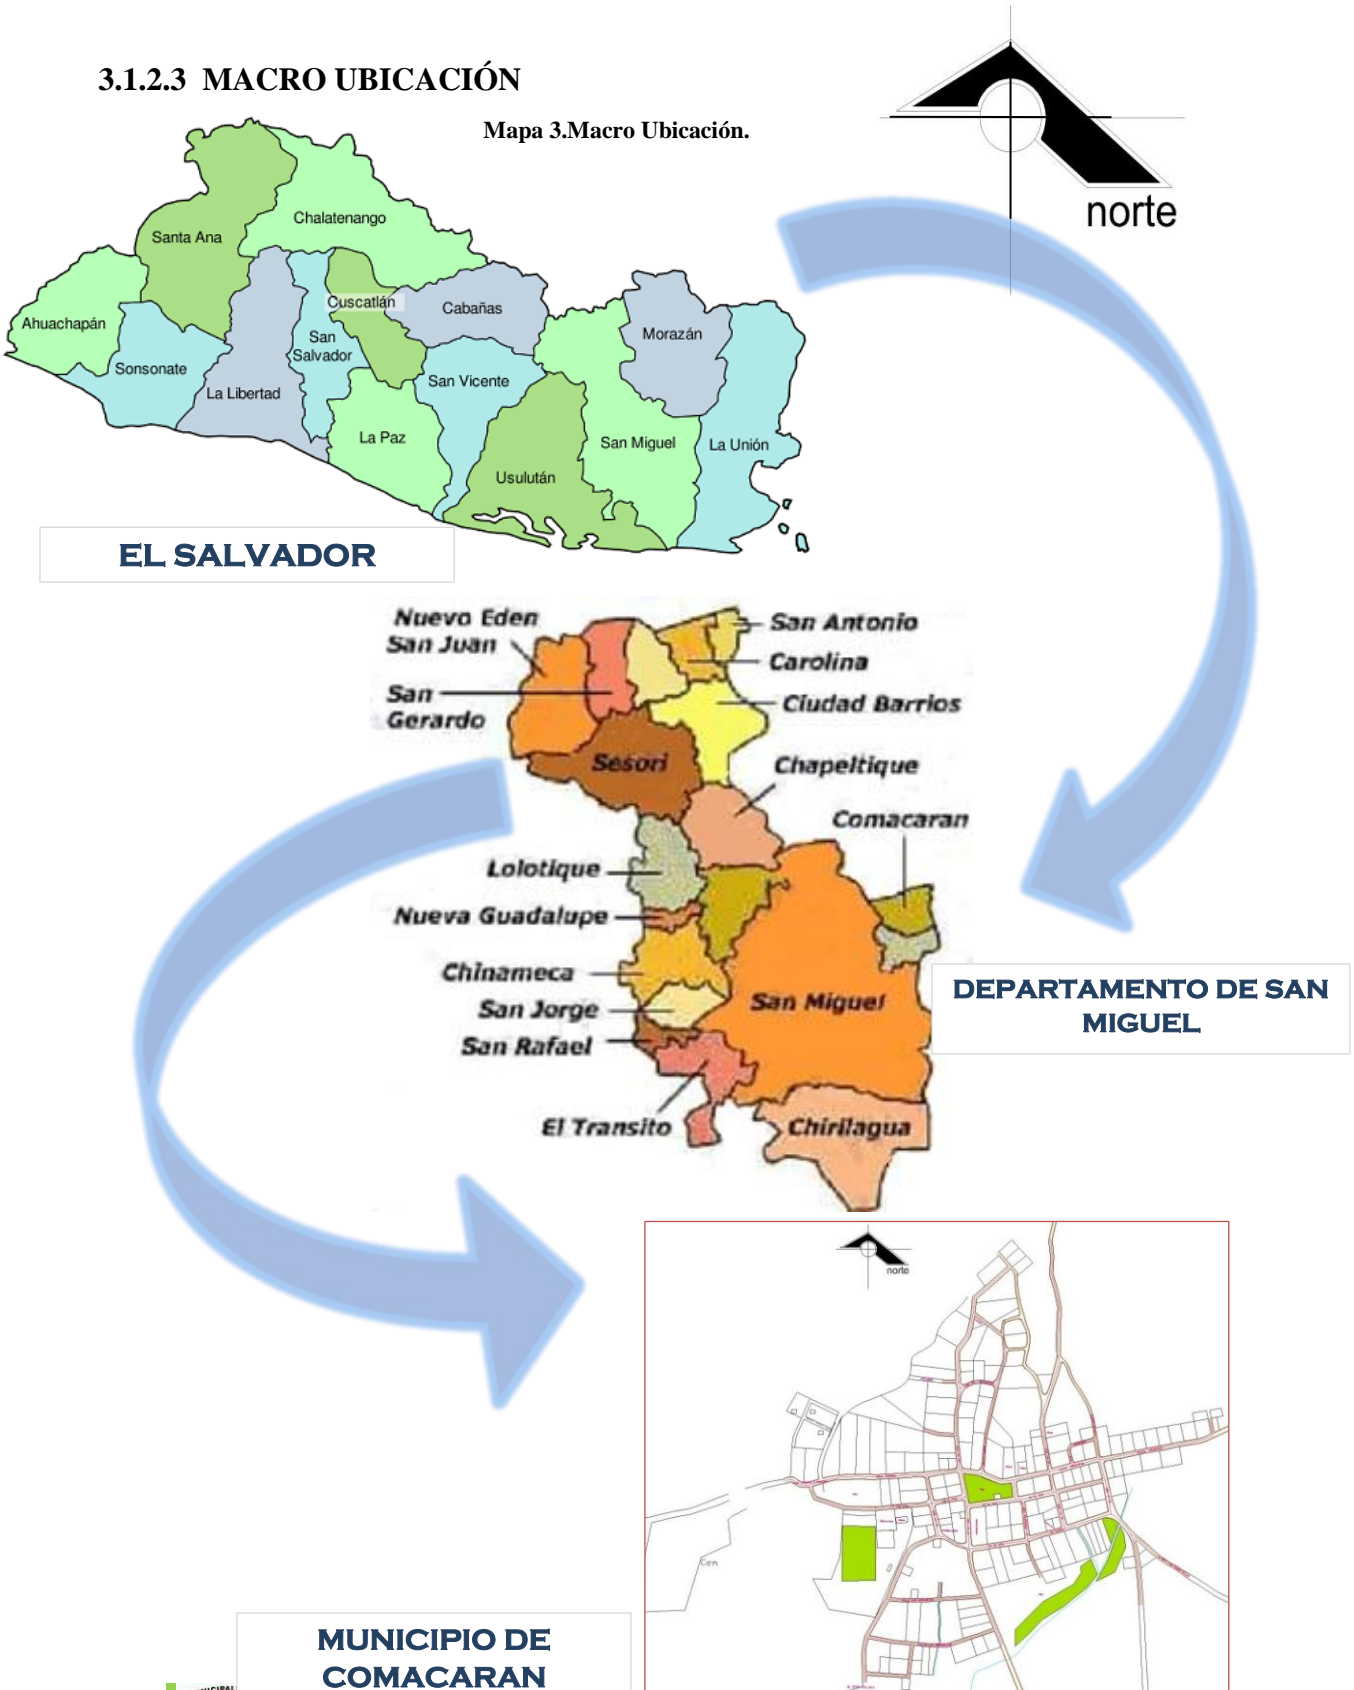 3.1.2.3 MACRO UBICACIÓN
Mapa 3.Macro Ubicación.
norte
Chalatenango
Santa Ana
Ahuachapán
Cuscatlán
Cabañas
Sonsonate
San
Salvador
Morazán
La Libertad
San Vicente
La Paz
San Miguel
La Unión
Usulután
EL SALVADOR
Nuevo Eden
San Juan
San Antonio
Carolina
San
Gerardo
Ciudad Barrios
Sesori
Chapeltique
Comacaran
Lolotique
Nueva Guadalupe
Chinameca
San Jorge
San Miguel
San Rafael
El Transito
Chirilagua
DEPARTAMENTO DE SAN
MIGUEL
norte
Cem
MUNICIPIO DE
COMACARAN